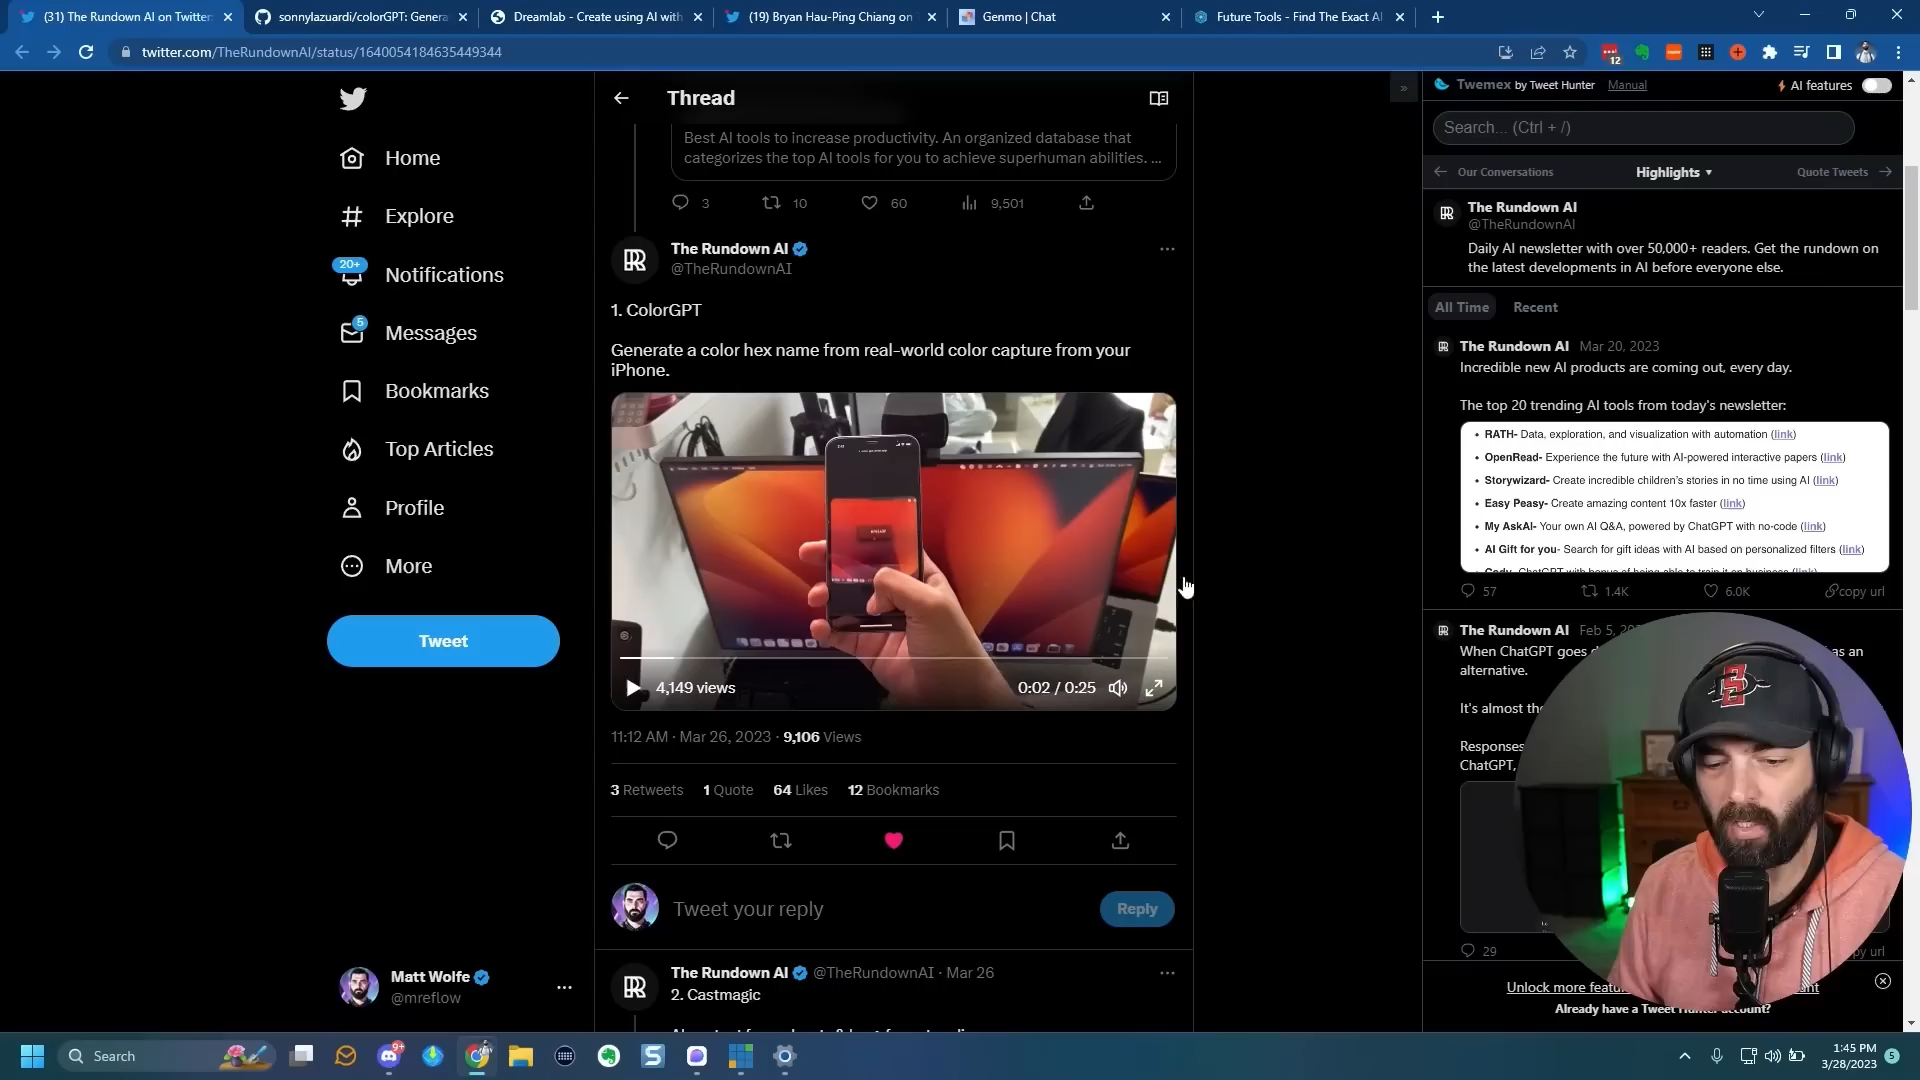 (31) The Rundown AI on Twitter:
sonnylazuardi/colorGPT: Genera
Dreamlab - Create using AI with
(19) Bryan Hau-Ping Chiang on
Genmo | Chat
Future Tools - Find The Exact AI
twitter.com/TheRundownAI/status/1640054184635449344
12
Home
Explore
20+
Notifications
5
Messages
Bookmarks
Top Articles
Profile
More
Tweet
Matt Wolfe
@mreflow
Thread
Best AI tools to increase productivity. An organized database that
categorizes the top AI tools for you to achieve superhuman abilities. ...
3 10 60 9,501
The Rundown AI
@TheRundownAI
1. ColorGPT
Generate a color hex name from real-world color capture from your
iPhone.
4,149 views
0:02 / 0:25
11:12 AM · Mar 26, 2023 · 9,106 Views
3 Retweets 1 Quote 64 Likes 12 Bookmarks
Tweet your reply
Reply
The Rundown AI @TheRundownAI · Mar 26
2. Castmagic
Twemex by Tweet Hunter Manual
AI features
Search... (Ctrl + /)
Our Conversations
Highlights
Quote Tweets
The Rundown AI
@TheRundownAI
Daily AI newsletter with over 50,000+ readers. Get the rundown on
the latest developments in AI before everyone else.
All Time Recent
The Rundown AI Mar 20, 2023
Incredible new AI products are coming out, every day.
The top 20 trending AI tools from today's newsletter:
• RATH- Data, exploration, and visualization with automation (link)
• OpenRead- Experience the future with AI-powered interactive papers (link)
• Storywizard- Create incredible children's stories in no time using AI (link)
• Easy Peasy- Create amazing content 10x faster (link)
• My AskAI- Your own AI Q&A, powered by ChatGPT with no-code (link)
• AI Gift for you- Search for gift ideas with AI based on personalized filters (link)
57 1.4K 6.0K copy url
The Rundown AI Feb 5,
When ChatGPT goes as an
alternative.
It's almost
Responses
ChatGPT,
29
py url
Unlock more
Already have a Tweet account?
Search
9+
1:45 PM
3/28/2023
5